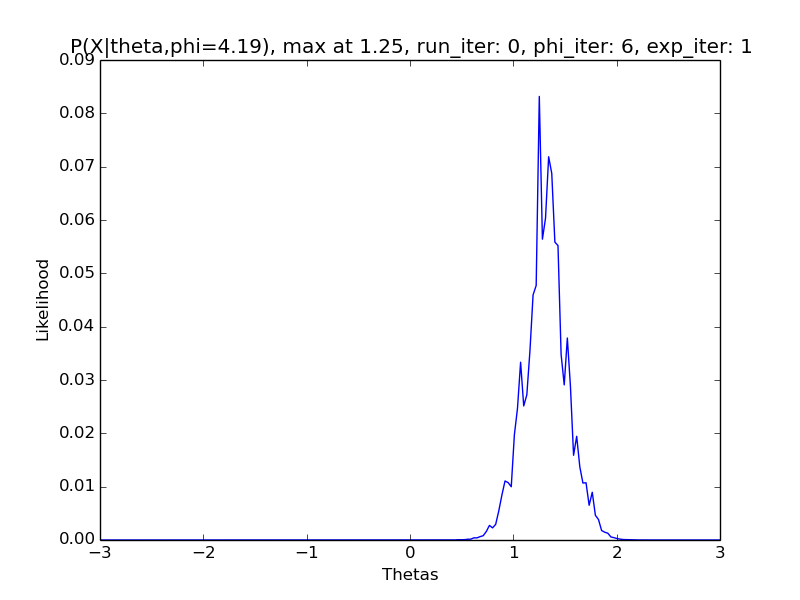 P(X|theta,phi=4.19), max at 1.25, run_iter: 0, phi_iter: 6, exp_iter: 1
0.09
0.08
0.07
0.06
0.05
0.04
0.03
0.02
0.01
0.00
Likelihood
−3 −2 −1 0 1 2 3
Thetas